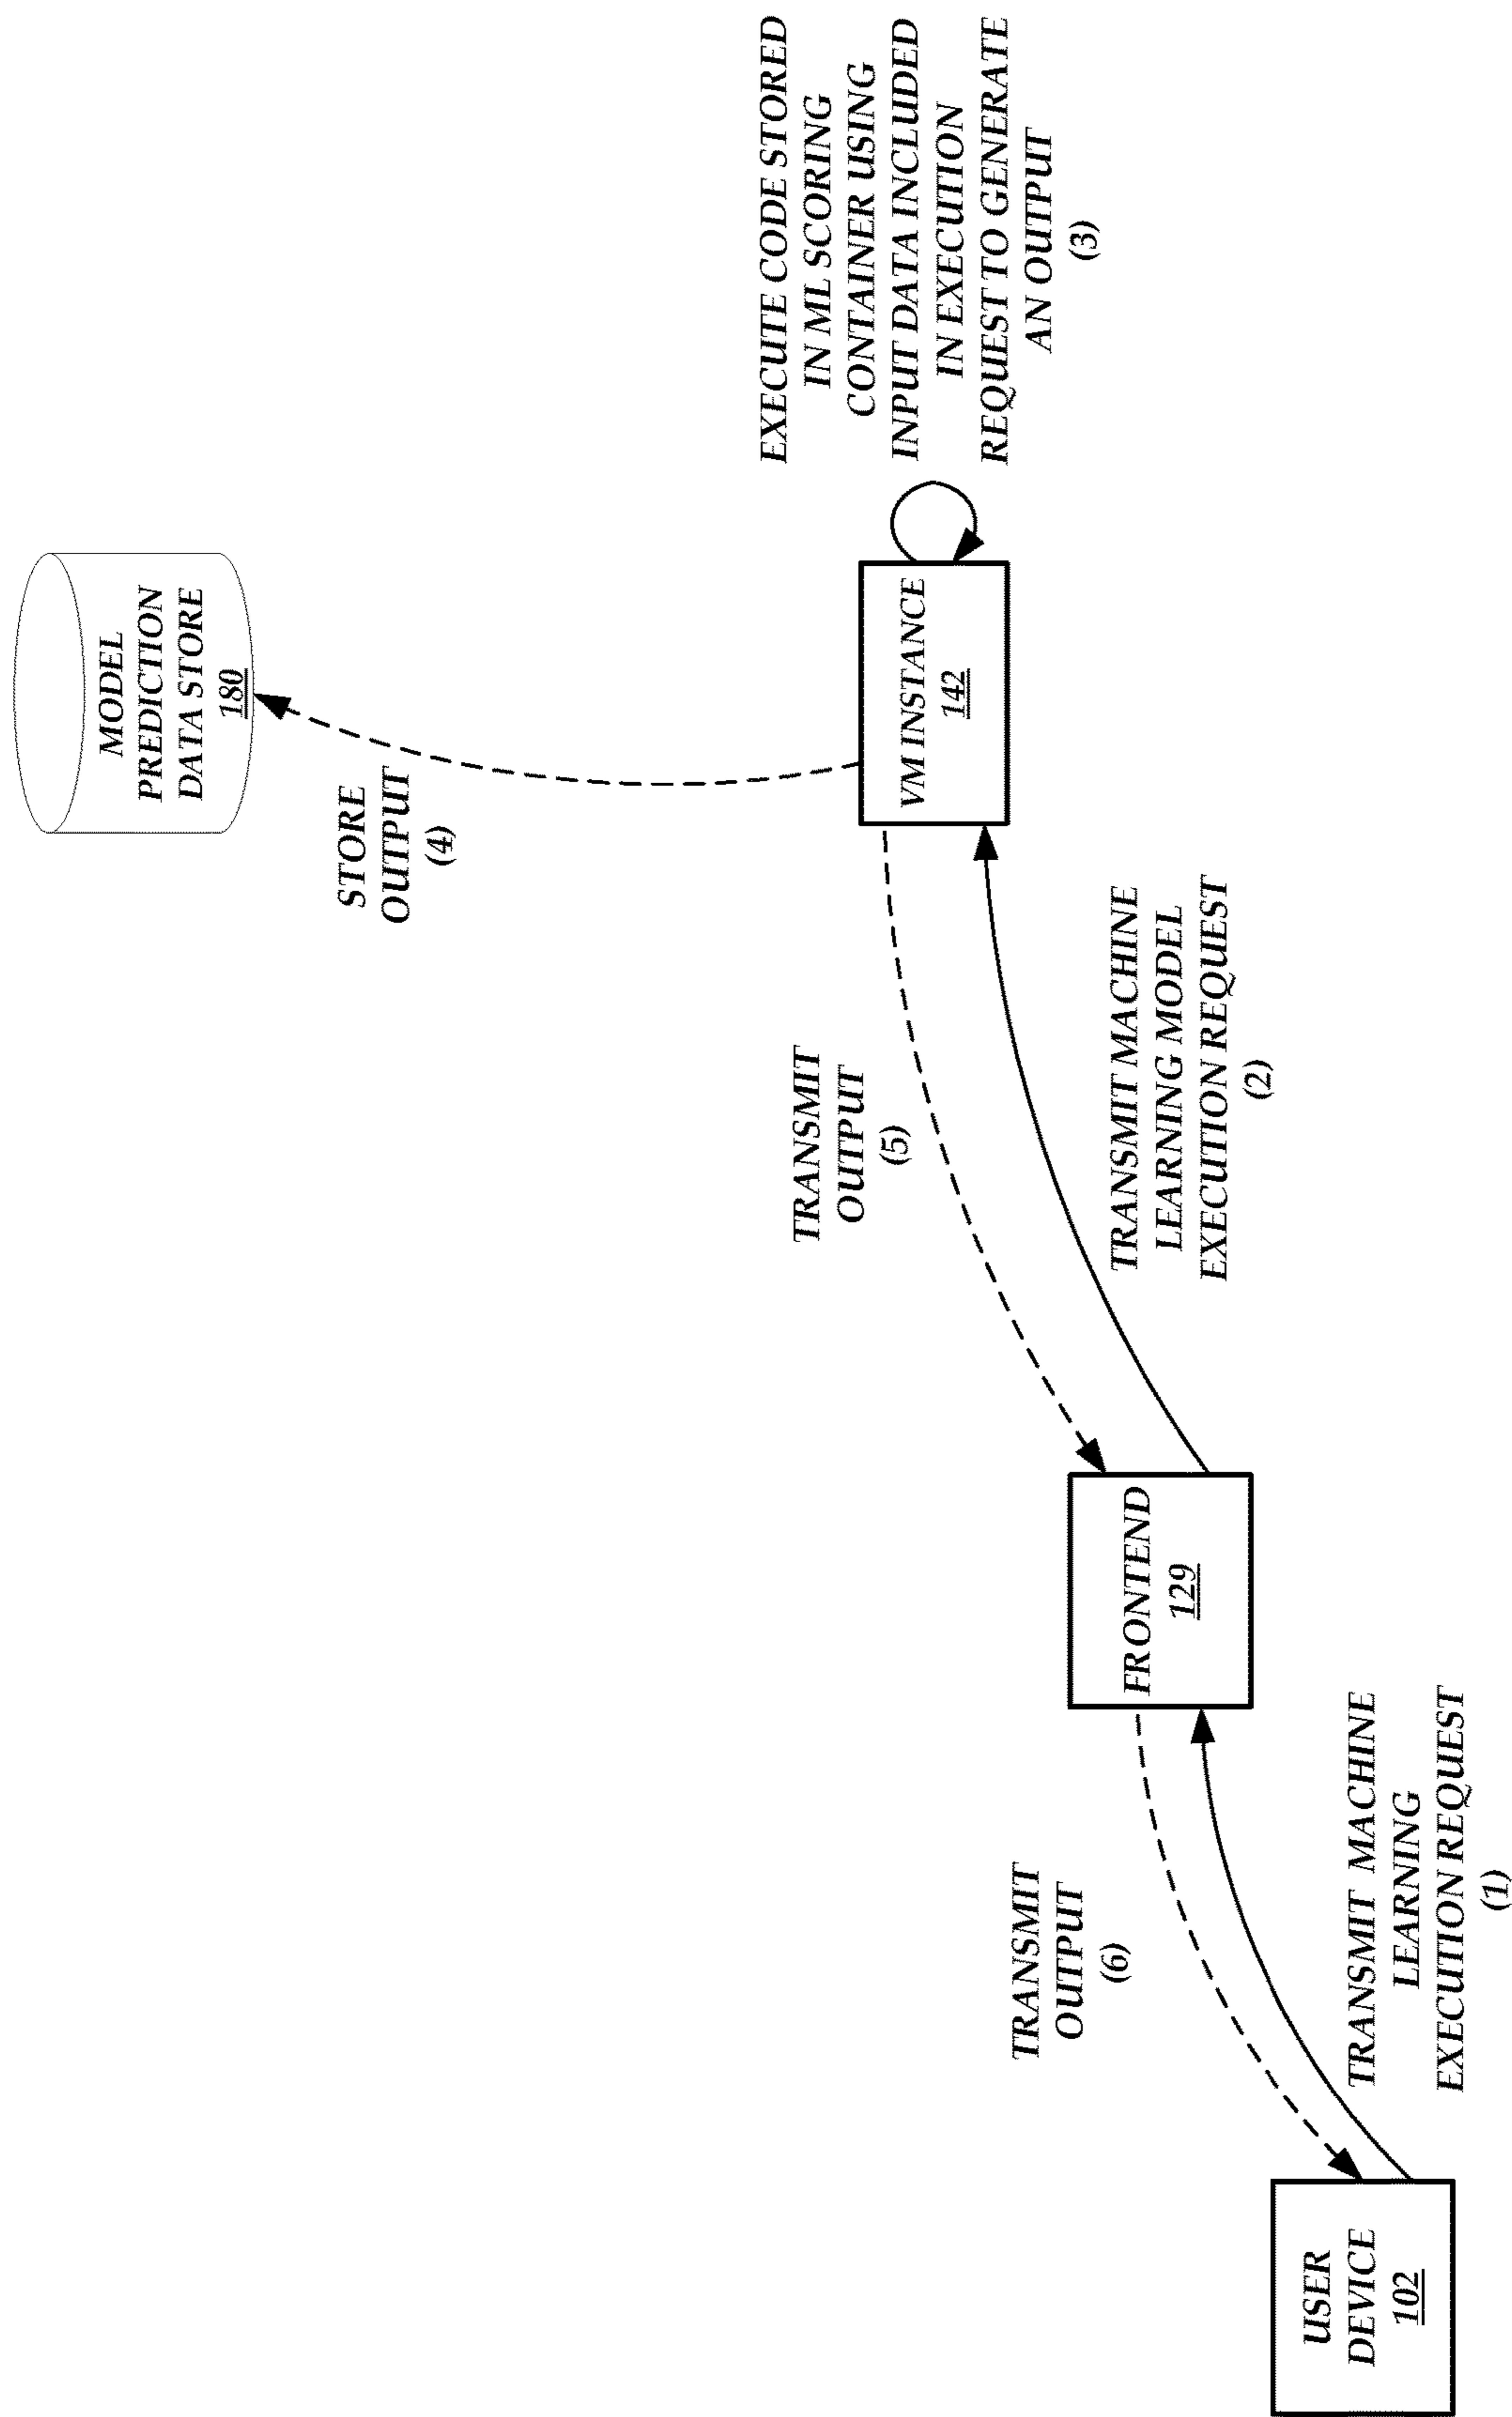 MODEL
PREDICTION
DATA STORE
180
STORE
OUTPUT
(4)
EXECUTE CODE STORED
IN ML SCORING
CONTAINER USING
INPUT DATA INCLUDED
IN EXECUTION
REQUEST TO GENERATE
AN OUTPUT
(3)
VM INSTANCE
142
TRANSMIT
OUTPUT
(5)
TRANSMIT MACHINE
LEARNING MODEL
EXECUTION REQUEST
(2)
FRONTEND
129
TRANSMIT
OUTPUT
(6)
TRANSMIT MACHINE
LEARNING
EXECUTION REQUEST
(1)
USER
DEVICE
102